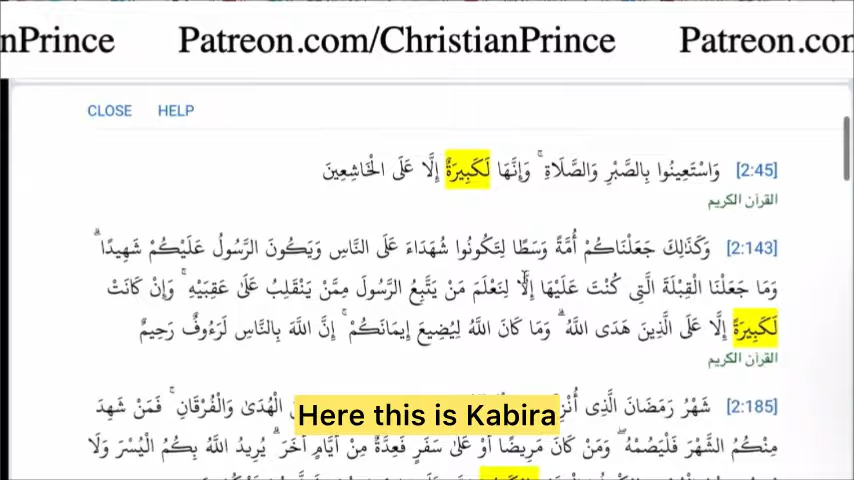 nPrince Patreon.com/ChristianPrince Patreon.con
CLOSE HELP
[2:45] وَاسْتَعِينُوا بِالصَّبْرِ وَالصَّلَاةِ ۚ وَإِنَّهَا لَكَبِيرَةٌ إِلَّا عَلَى الْخَاشِعِينَ
القرآن الكريم
[2:143] وَكَذَٰلِكَ جَعَلْنَاكُمْ أُمَّةً وَسَطًا لِتَكُونُوا شُهَدَاءَ عَلَى النَّاسِ وَيَكُونَ الرَّسُولُ عَلَيْكُمْ شَهِيدًا ۗ
وَمَا جَعَلْنَا الْقِبْلَةَ الَّتِي كُنْتَ عَلَيْهَا إِلَّا لِنَعْلَمَ مَنْ يَتَّبِعُ الرَّسُولَ مِمَّنْ يَنْقَلِبُ عَلَىٰ عَقِبَيْهِ ۚ وَإِنْ كَانَتْ
لَكَبِيرَةً إِلَّا عَلَى الَّذِينَ هَدَى اللَّهُ ۗ وَمَا كَانَ اللَّهُ لِيُضِيعَ إِيمَانَكُمْ ۚ إِنَّ اللَّهَ بِالنَّاسِ لَرَءُوفٌ رَحِيمٌ
القرآن الكريم
[2:185] شَهْرُ رَمَضَانَ الَّذِي الْهُدَىٰ وَالْفُرْقَانِ ۚ فَمَنْ شَهِدَ
Here this is Kabira
مِنْكُمُ الشَّهْرَ فَلْيَصُمْهُ ۖ وَمَنْ كَانَ مَرِيضًا أَوْ عَلَىٰ سَفَرٍ فَعِدَّةٌ مِنْ أَيَّامٍ أُخَرَ ۗ يُرِيدُ اللَّهُ بِكُمُ الْيُسْرَ وَلَا